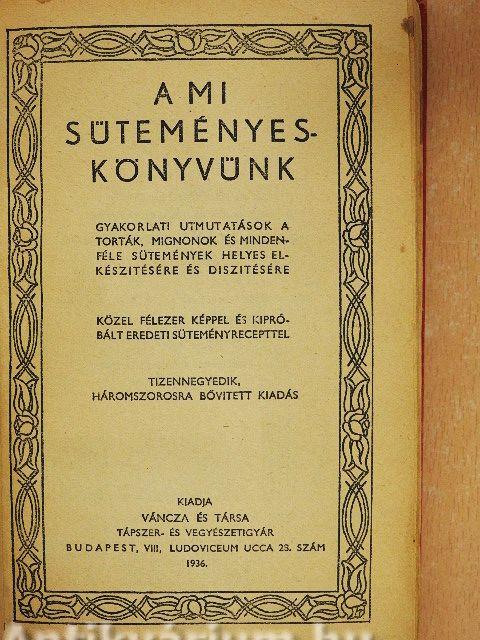 A MI
SÜTEMÉNYES-
KÖNYVÜNK
GYAKORLATI UTMUTATÁSOK A
TORTÁK, MIGNONOK ÉS MINDEN-
FÉLE SÜTEMÉNYEK HELYES EL-
KÉSZITÉSÉRE ÉS DISZITÉSÉRE
KÖZEL FÉLEZER KÉPPEL ÉS KIPRÓ-
BÁLT EREDETI SÜTEMÉNYRECEPTTEL
TIZENNEGYEDIK,
HÁROMSZOROSRA BŐVITETT KIADÁS
KIADJA
VÁNCZA ÉS TÁRSA
TÁPSZER- ÉS VEGYÉSZETIGYÁR
BUDAPEST, VIII, LUDOVICEUM UCCA 23. SZÁM
1936.
Antikvárium.hu